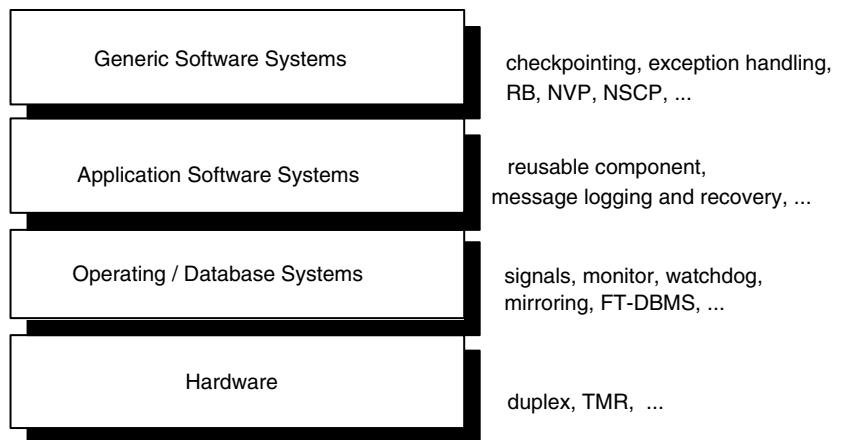 Generic Software Systems
checkpointing, exception handling,
RB, NVP, NSCP, ...
Application Software Systems
reusable component,
message logging and recovery, ...
Operating / Database Systems
signals, monitor, watchdog,
mirroring, FT-DBMS, ...
Hardware
duplex, TMR, ...